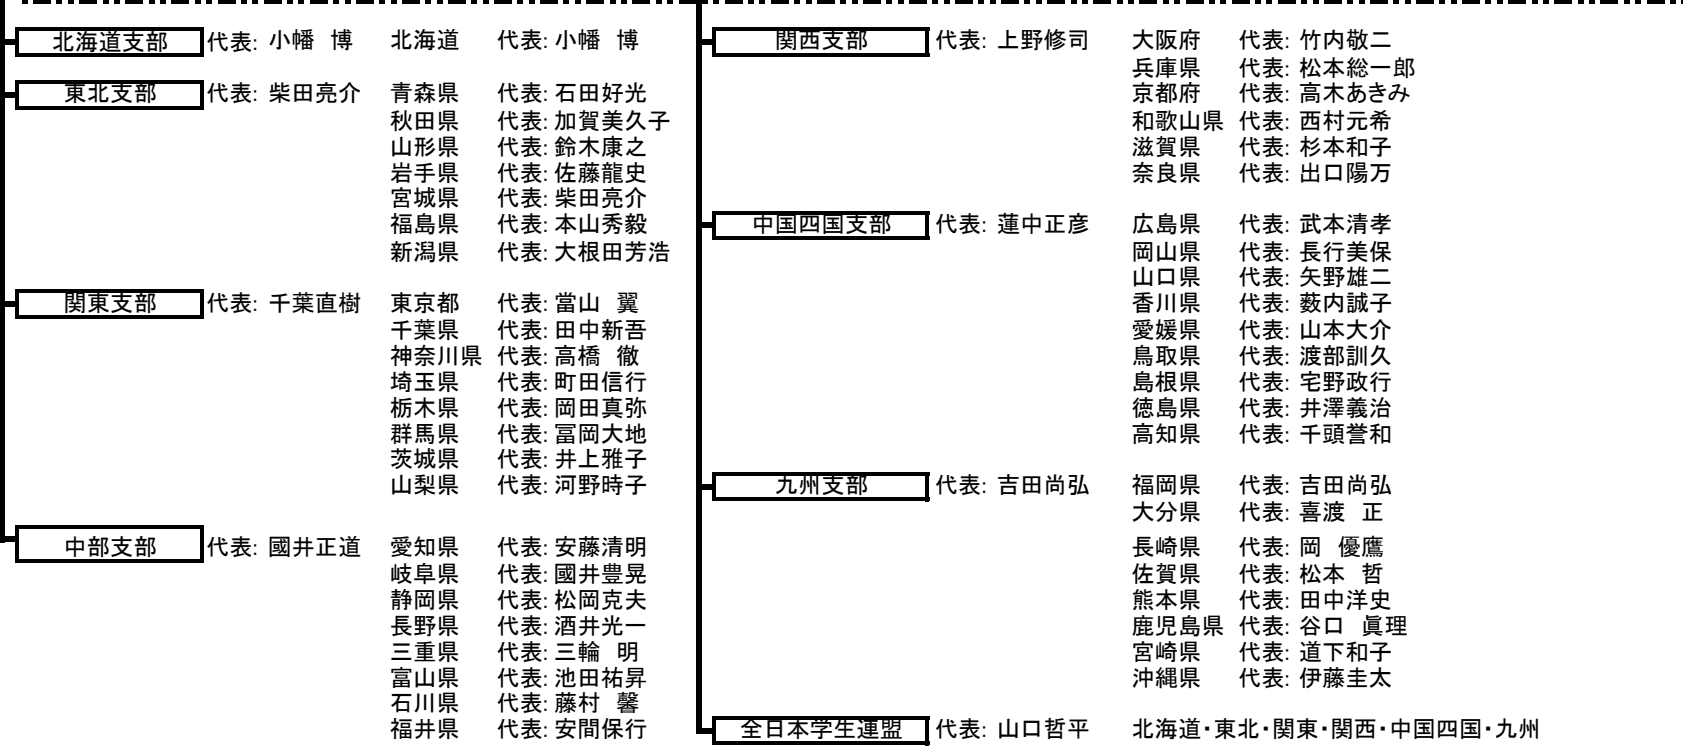 北海道支部 代表: 小幡 博 北海道 代表: 小幡 博
東北支部 代表: 柴田亮介 青森県 代表: 石田好光
秋田県 代表: 加賀美久子
山形県 代表: 鈴木康之
岩手県 代表: 佐藤龍史
宮城県 代表: 柴田亮介
福島県 代表: 本山秀毅
新潟県 代表: 大根田芳浩
関東支部 代表: 千葉直樹 東京都 代表: 當山 翼
千葉県 代表: 田中新吾
神奈川県 代表: 高橋 徹
埼玉県 代表: 町田信行
栃木県 代表: 岡田真弥
群馬県 代表: 冨岡大地
茨城県 代表: 井上雅子
山梨県 代表: 河野時子
中部支部 代表: 國井正道 愛知県 代表: 安藤清明
岐阜県 代表: 國井豊晃
静岡県 代表: 松岡克夫
長野県 代表: 酒井光一
三重県 代表: 三輪 明
富山県 代表: 池田祐昇
石川県 代表: 藤村 馨
福井県 代表: 安間保行
関西支部 代表: 上野修司 大阪府 代表: 竹内敬二
兵庫県 代表: 松本総一郎
京都府 代表: 高木あきみ
和歌山県 代表: 西村元希
滋賀県 代表: 杉本和子
奈良県 代表: 出口陽万
中国四国支部 代表: 蓮中正彦 広島県 代表: 武本清孝
岡山県 代表: 長行美保
山口県 代表: 矢野雄二
香川県 代表: 薮内誠子
愛媛県 代表: 山本大介
鳥取県 代表: 渡部訓久
島根県 代表: 宅野政行
徳島県 代表: 井澤義治
高知県 代表: 千頭誉和
九州支部 代表: 吉田尚弘 福岡県 代表: 吉田尚弘
大分県 代表: 喜渡 正
長崎県 代表: 岡 優鷹
佐賀県 代表: 松本 哲
熊本県 代表: 田中洋史
鹿児島県 代表: 谷口 眞理
宮崎県 代表: 道下和子
沖縄県 代表: 伊藤圭太
全日本学生連盟 代表: 山口哲平 北海道・東北・関東・関西・中国四国・九州